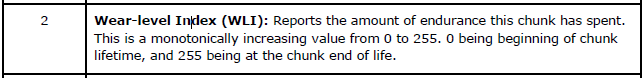 2
Wear-level Index (WLI): Reports the amount of endurance this chunk has spent.
This is a monotonically increasing value from 0 to 255. 0 being beginning of chunk
lifetime, and 255 being at the chunk end of life.